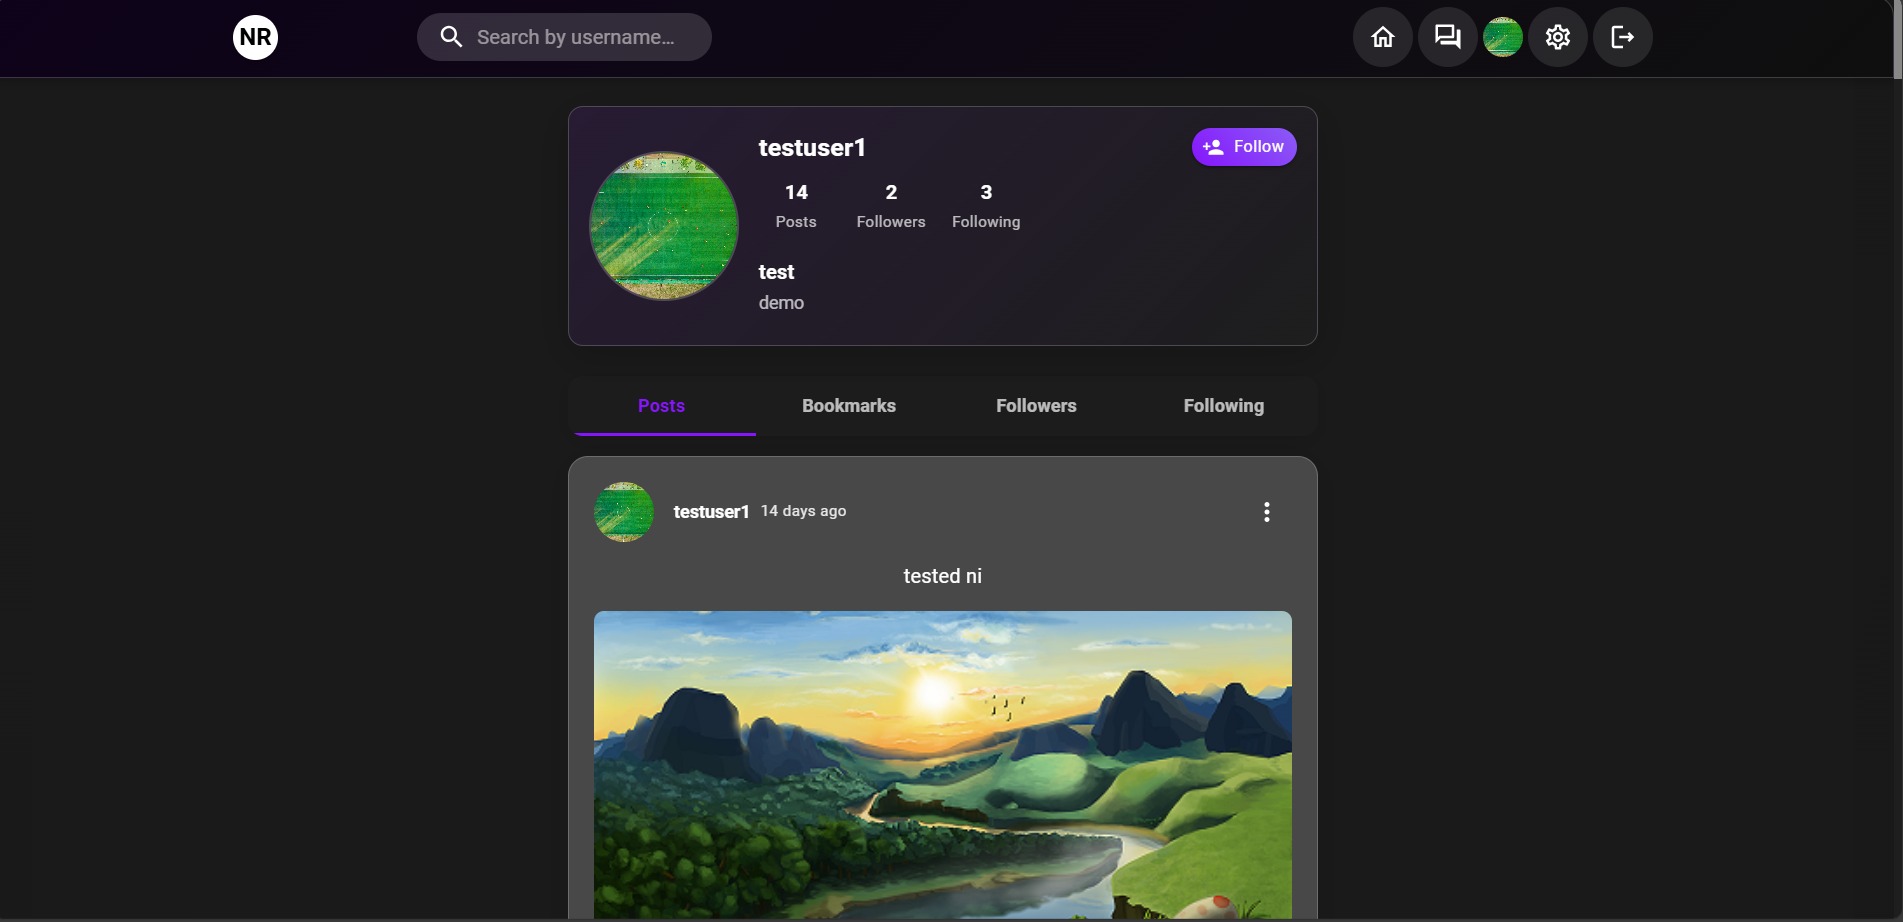 NR
Search by username...
testuser1
Follow
14 2 3
Posts Followers Following
test
demo
Posts Bookmarks Followers Following
testuser1 14 days ago
tested ni